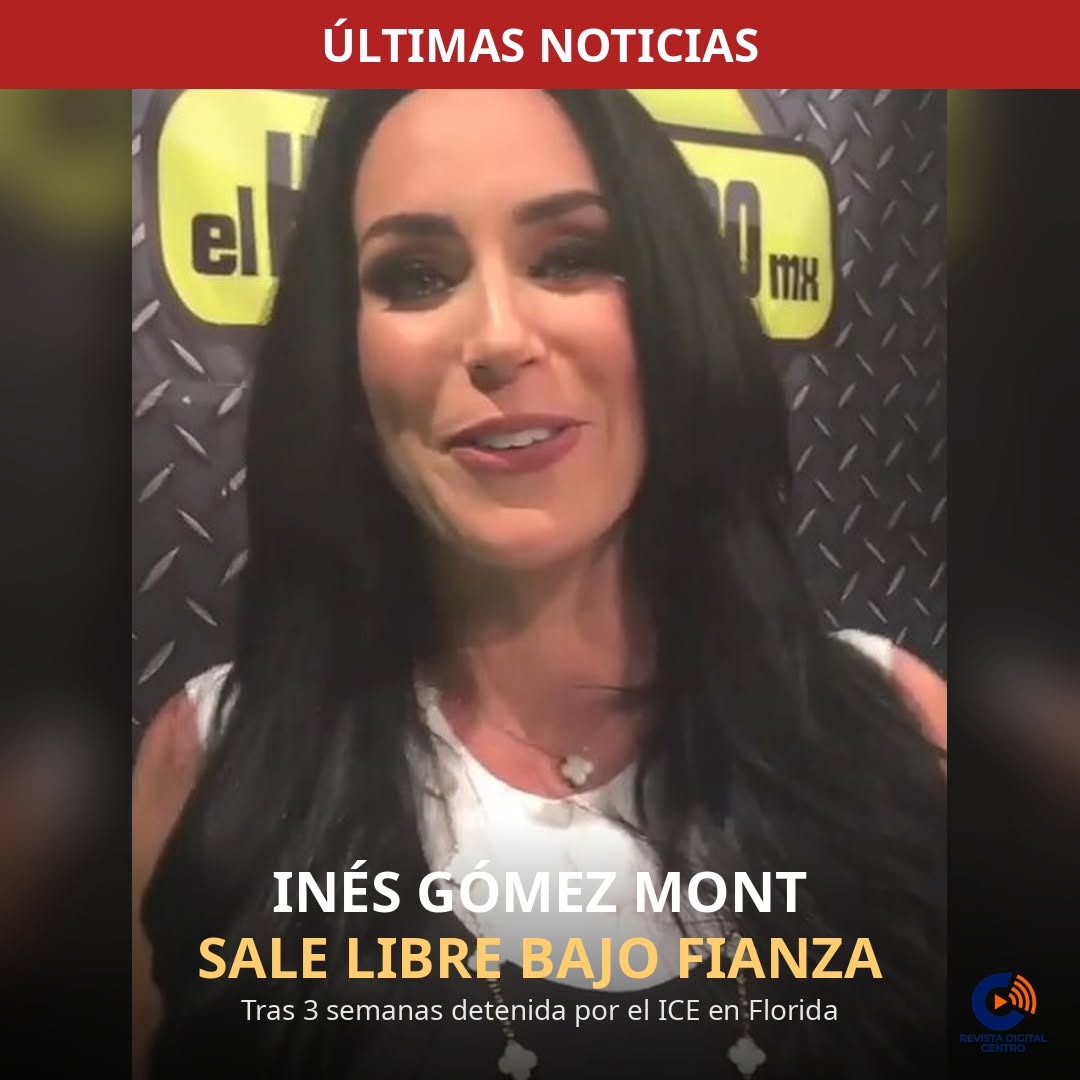 ÚLTIMAS NOTICIAS
el
mx
INÉS GÓMEZ MONT
SALE LIBRE BAJO FIANZA
Tras 3 semanas detenida por el ICE en Florida
REVISTA DIGITAL
CENTRO